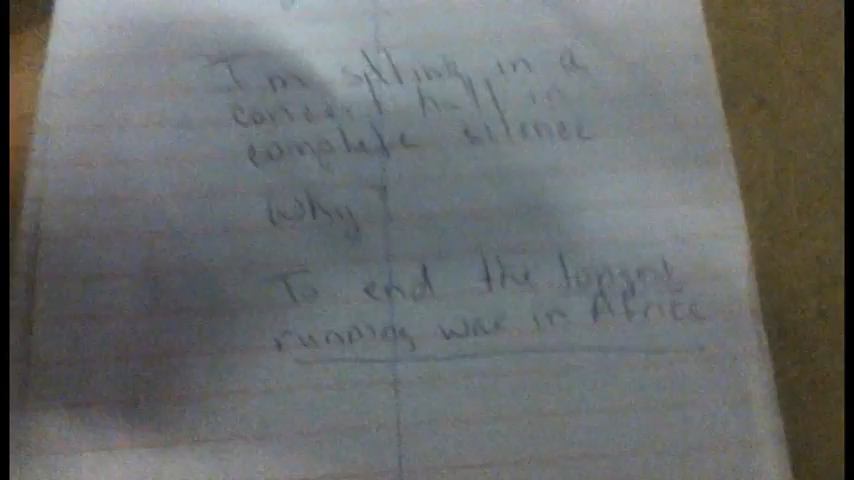 I'm sitting in a
concert hall in
complete silence
Why?
To end the longest
running war in Africa